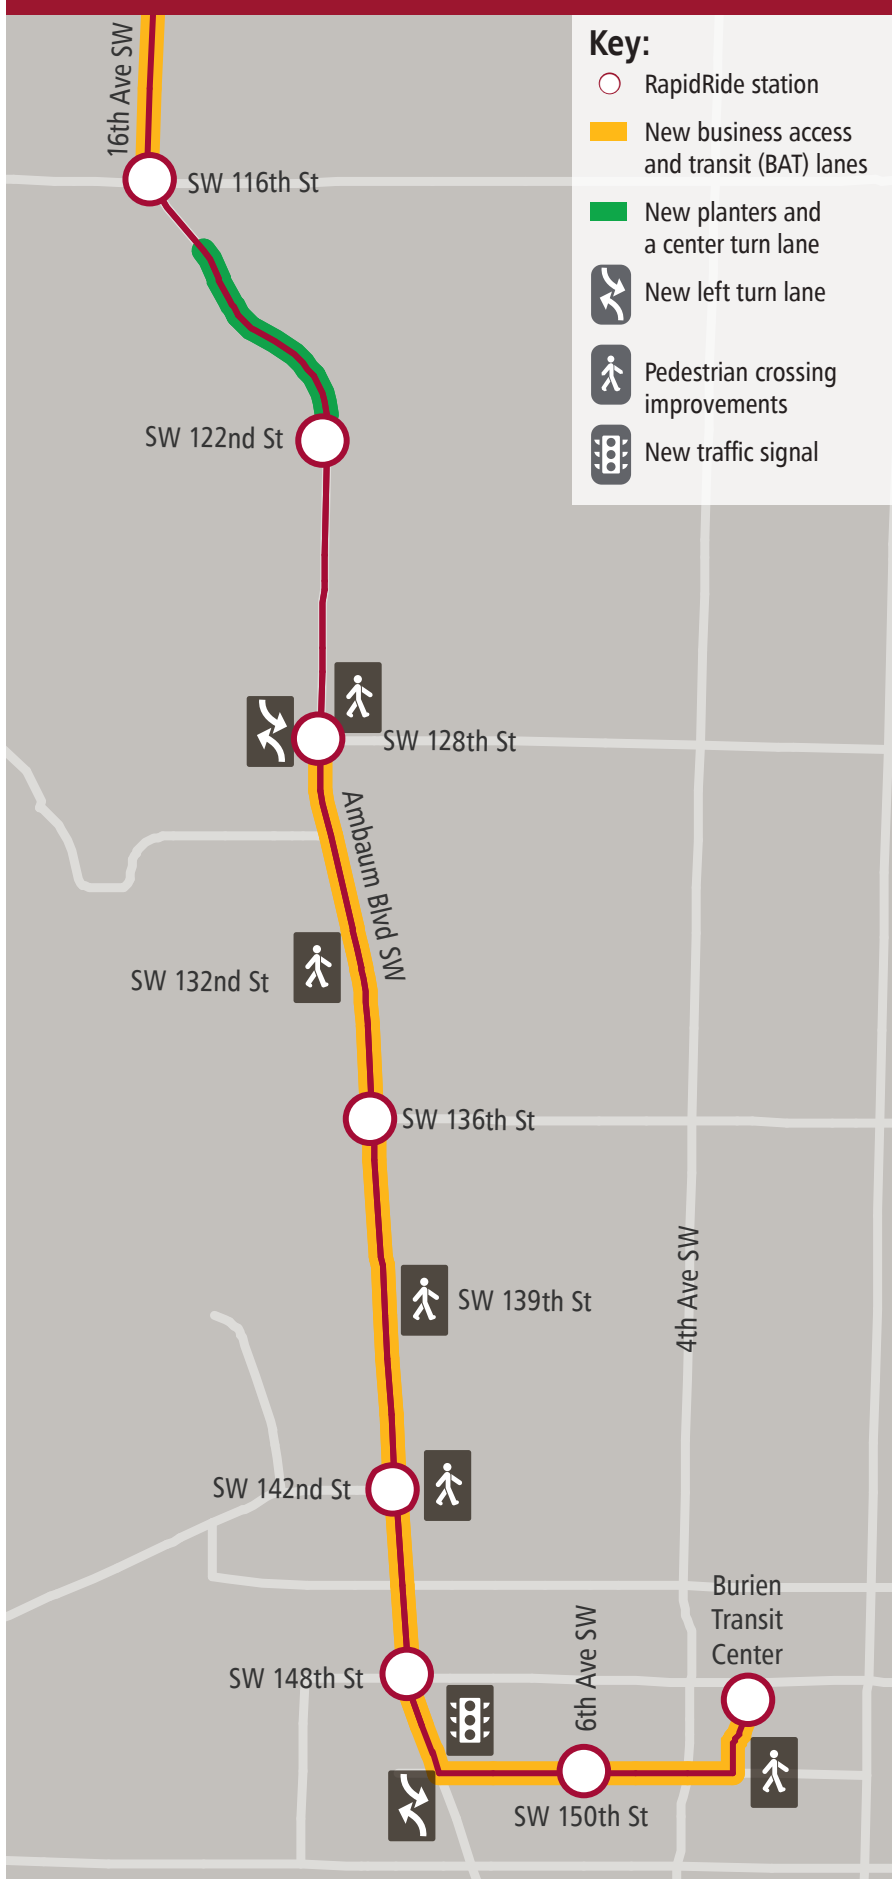 Key:
RapidRide station
New business access
and transit (BAT) lanes
New planters and
a center turn lane
New left turn lane
Pedestrian crossing
improvements
New traffic signal
16th Ave SW
SW 116th St
SW 122nd St
SW 128th St
Ambaum Blvd SW
SW 132nd St
SW 136th St
4th Ave SW
SW 139th St
SW 142nd St
Burien
Transit
Center
6th Ave SW
SW 148th St
SW 150th St